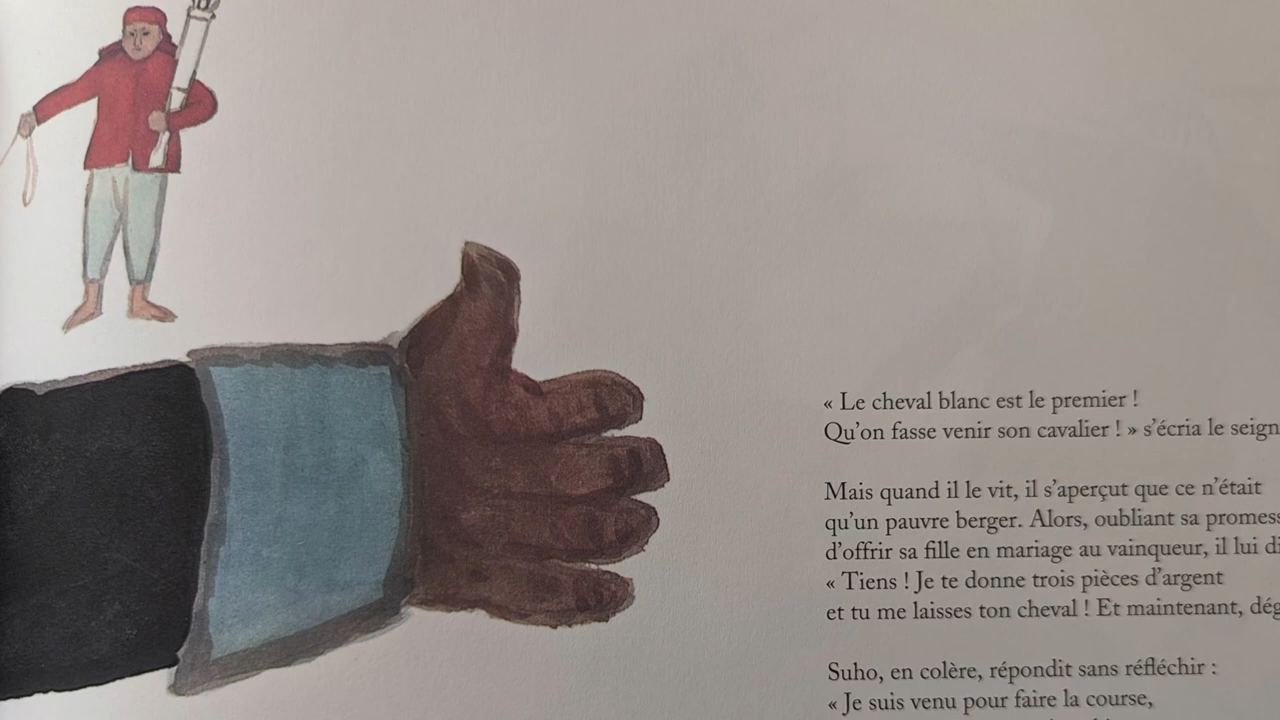 « Le cheval blanc est le premier !
Qu’on fasse venir son cavalier ! » s’écria le
Mais quand il le vit, il s’aperçut que ce n’était
qu’un pauvre berger. Alors, oubliant sa
d’offrir sa fille en mariage au vainqueur, il lui
« Tiens ! Je te donne trois pièces d’argent
et tu me laisses ton cheval ! Et maintenant,
Suho, en colère, répondit sans réfléchir :
« Je suis venu pour faire la course,